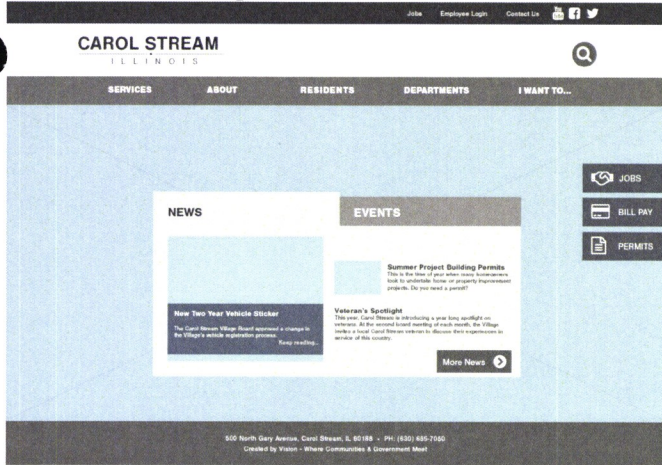 Jobs Employee Login Contact Us You Tube
CAROL STREAM
ILLINOIS
SERVICES ABOUT RESIDENTS DEPARTMENTS I WANT TO...
JOBS
BILL PAY
PERMITS
NEWS
EVENTS
New Two Year Vehicle Sticker
The Carol Stream Village Board approved a change in
the Village's vehicle registration process.
Keep reading...
Summer Project Building Permits
This is the time of year when many homeowners
look to undertake home or property improvement
projects. Do you need a permit?
Veteran's Spotlight
This year, Carol Stream is introducing a year long spotlight on
veterans. At the second board meeting of each month, the Village
invites a local Carol Stream veteran to discuss their experiences in
service of this country.
More News
500 North Gary Avenue, Carol Stream, IL 60188 • PH: (630) 665-7050
Created by Vision - Where Communities & Government Meet